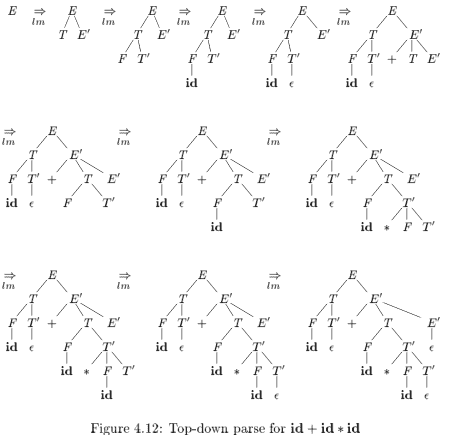 E ⇒ E ⇒ E ⇒ E ⇒ E ⇒ E
lm lm lm lm lm
T E′ T E′ T E′ T E′ T E′
F T′ F T′ F T′ F T′ + T E′
id id ϵ id ϵ
⇒ E ⇒ E ⇒ E
lm lm lm
T E′ T E′ T E′
F T′ + T E′ F T′ + T E′ F T′ + T E′
id ϵ F T′ id ϵ F T′ id ϵ F T′
id id * F T′
⇒ E ⇒ E ⇒ E
lm lm lm
T E′ T E′ T E′
F T′ + T E′ F T′ + T E′ F T′ + T E′
id ϵ F T′ id ϵ F T′ id ϵ F T′ ϵ
id * F T′ id * F T′ id * F T′
id id ϵ id ϵ
Figure 4.12: Top-down parse for id + id * id